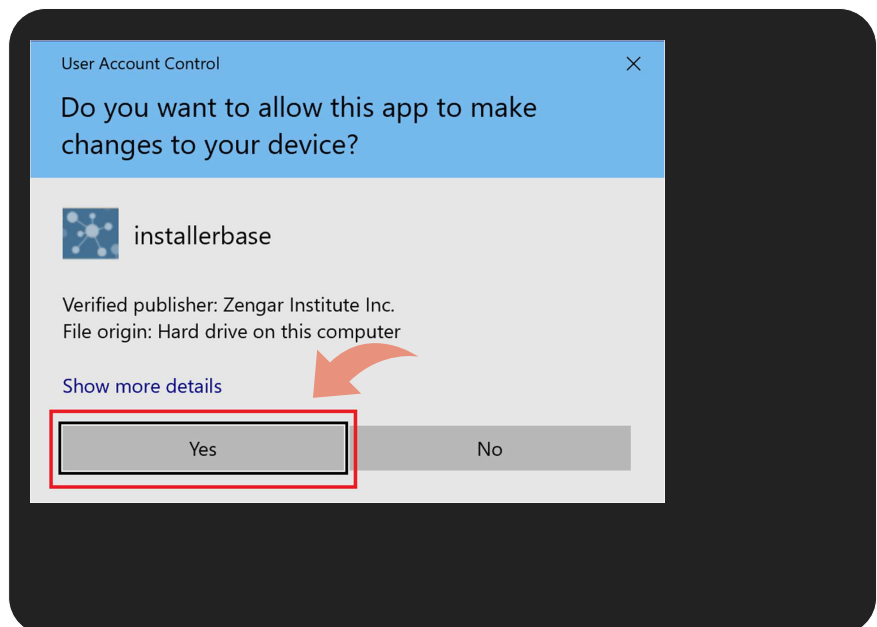 User Account Control
Do you want to allow this app to make
changes to your device?
installerbase
Verified publisher: Zengar Institute Inc.
File origin: Hard drive on this computer
Show more details
Yes
No